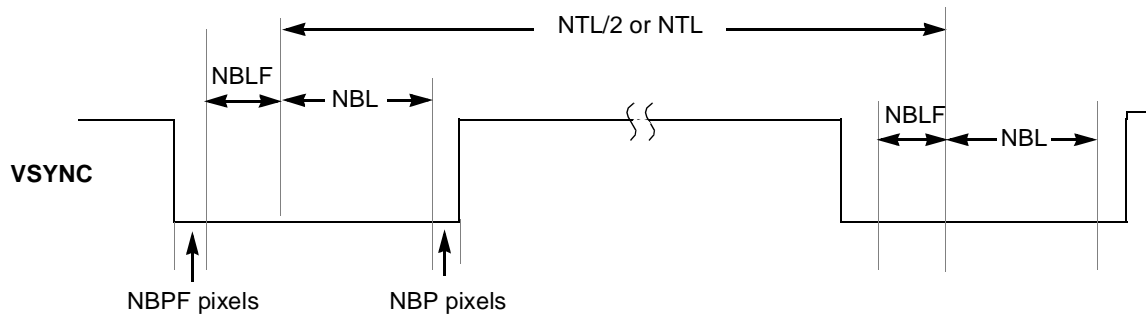 NTL/2 or NTL
NBLF
NBL
NBLF
NBL
VSYNC
NBPF pixels
NBP pixels